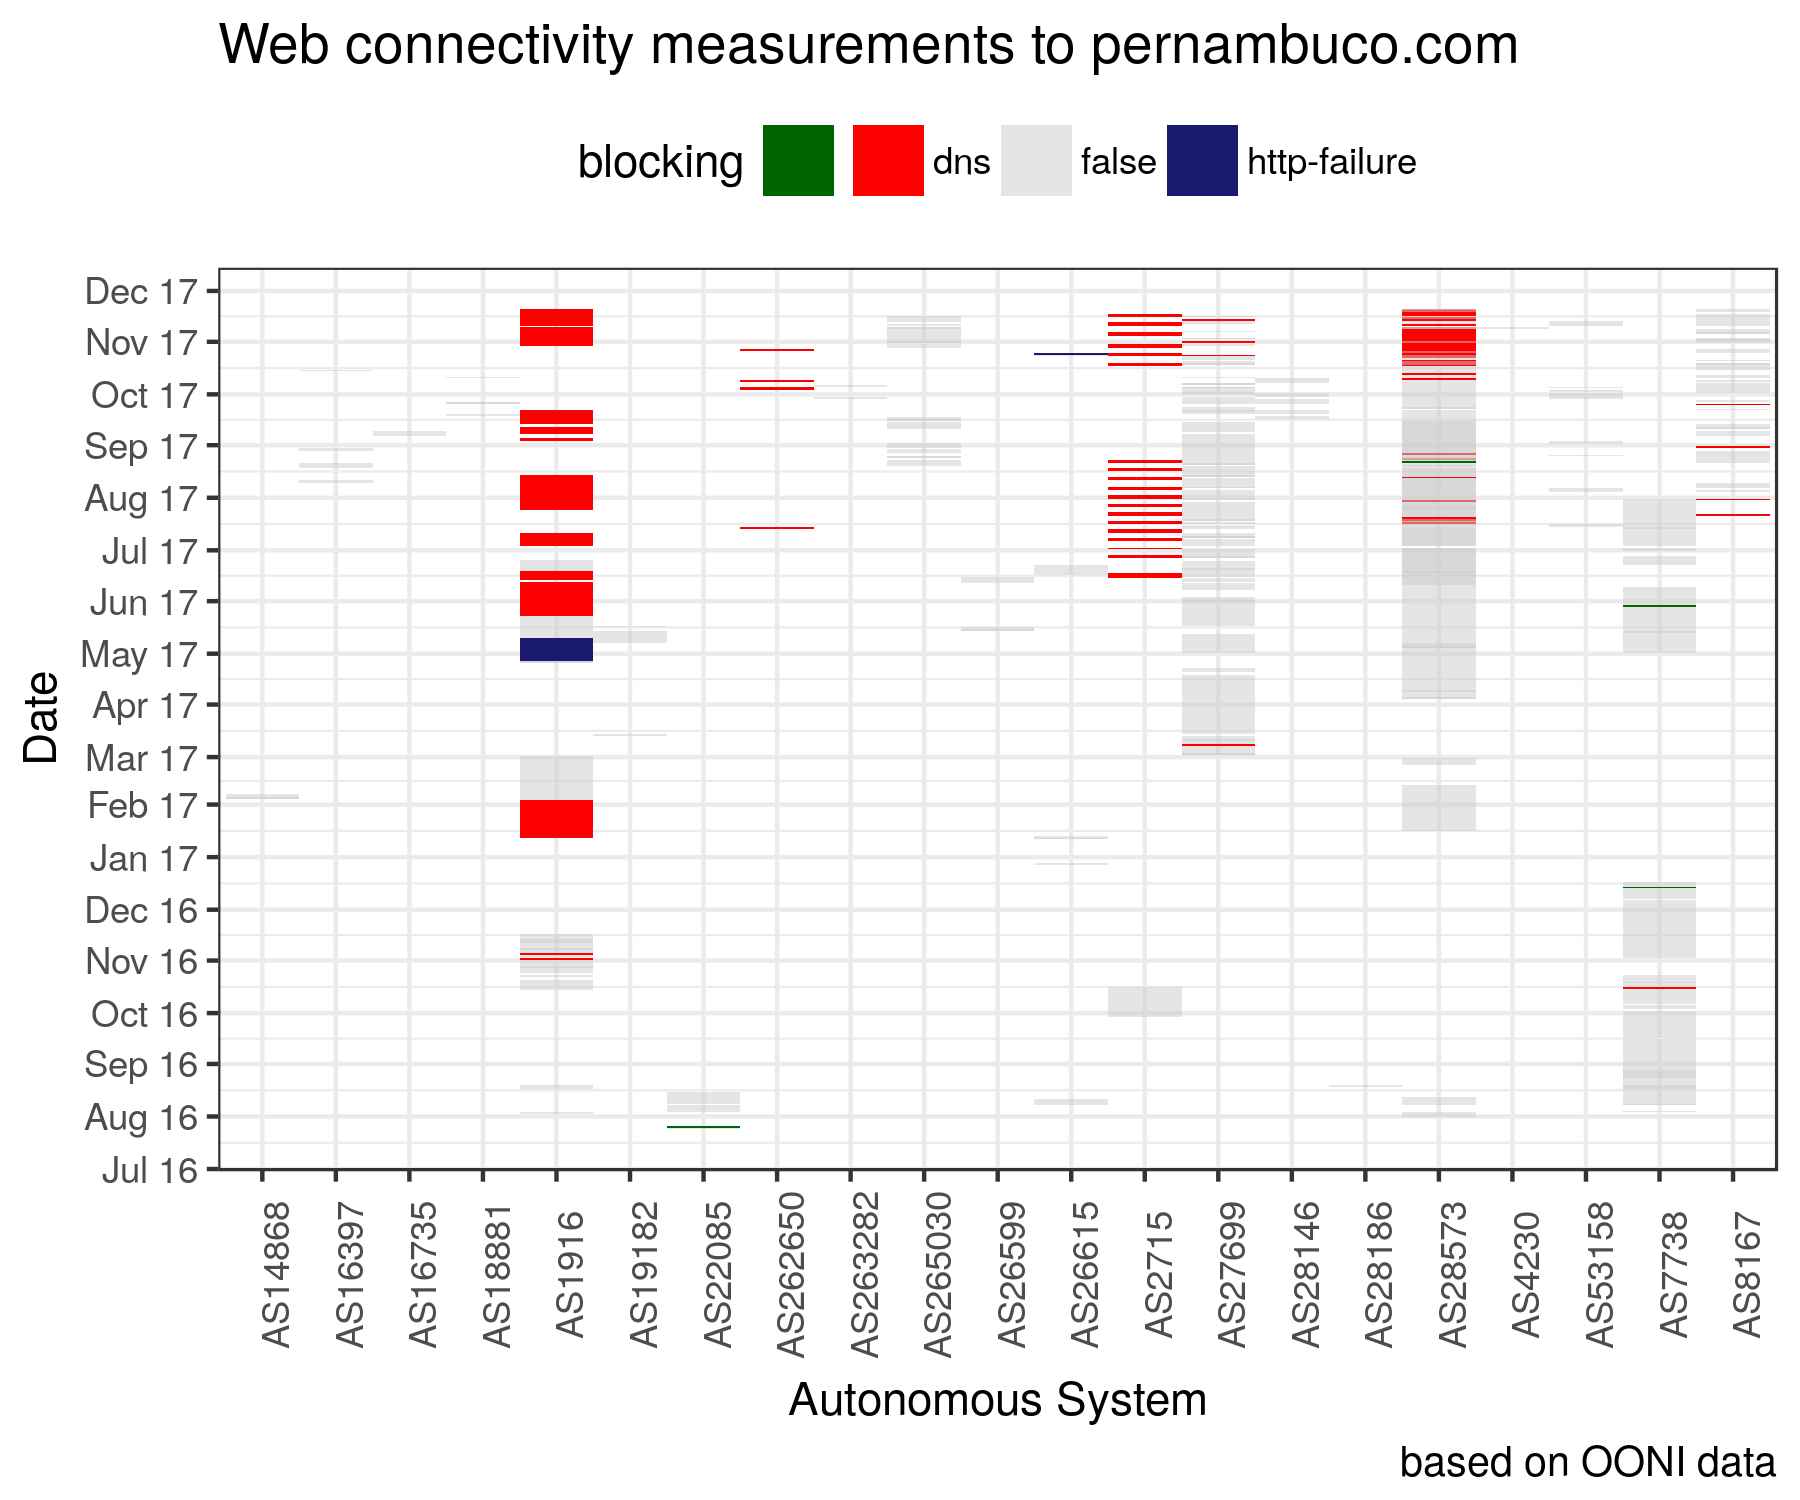 Web connectivity measurements to pernambuco.com
blocking dns false http-failure
Dec 17
Nov 17
Oct 17
Sep 17
Aug 17
Jul 17
Jun 17
May 17
Apr 17
Mar 17
Feb 17
Jan 17
Dec 16
Nov 16
Oct 16
Sep 16
Aug 16
Jul 16
Date
AS14868
AS16397
AS16735
AS18881
AS1916
AS19182
AS22085
AS262650
AS263282
AS265030
AS26599
AS26615
AS2715
AS27699
AS28146
AS28186
AS28573
AS4230
AS53158
AS7738
AS8167
Autonomous System
based on OONI data